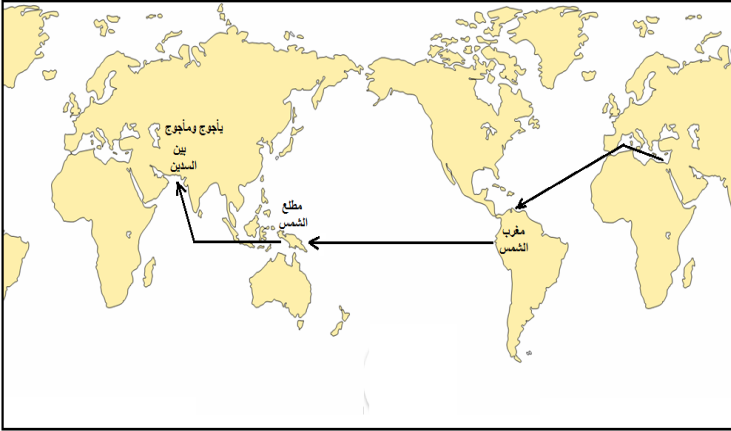 يأجوج ومأجوج
بين
السدين
مطلع
الشمس
مغرب
الشمس